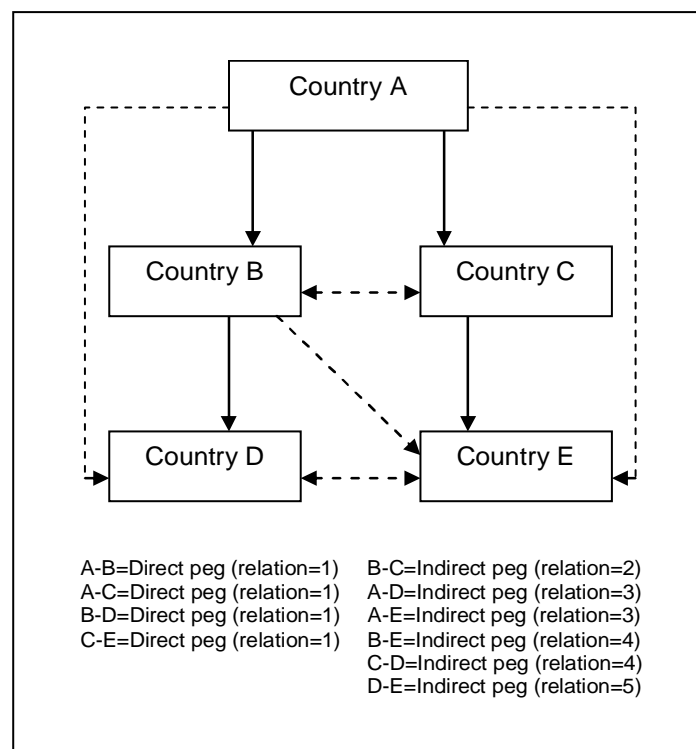 Country A
Country B
Country C
Country D
Country E
A-B=Direct peg (relation=1)
A-C=Direct peg (relation=1)
B-D=Direct peg (relation=1)
C-E=Direct peg (relation=1)
B-C=Indirect peg (relation=2)
A-D=Indirect peg (relation=3)
A-E=Indirect peg (relation=3)
B-E=Indirect peg (relation=4)
C-D=Indirect peg (relation=4)
D-E=Indirect peg (relation=5)